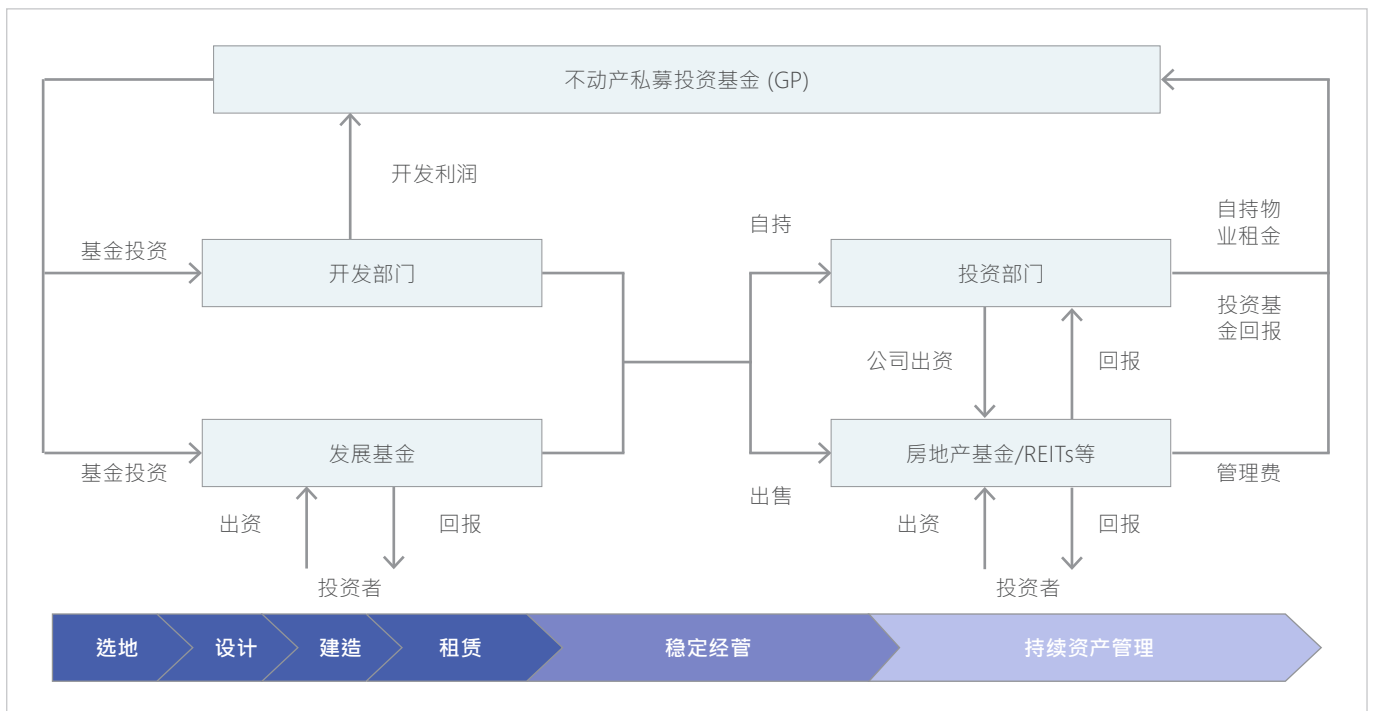 不动产私募投资基金 (GP)
开发利润
自持
自持物
业租金
基金投资
开发部门
投资部门
投资基
金回报
公司出资
回报
基金投资
发展基金
房地产基金/REITs等
管理费
出售
出资
回报
出资
回报
投资者
投资者
选地
设计
建造
租赁
稳定经营
持续资产管理